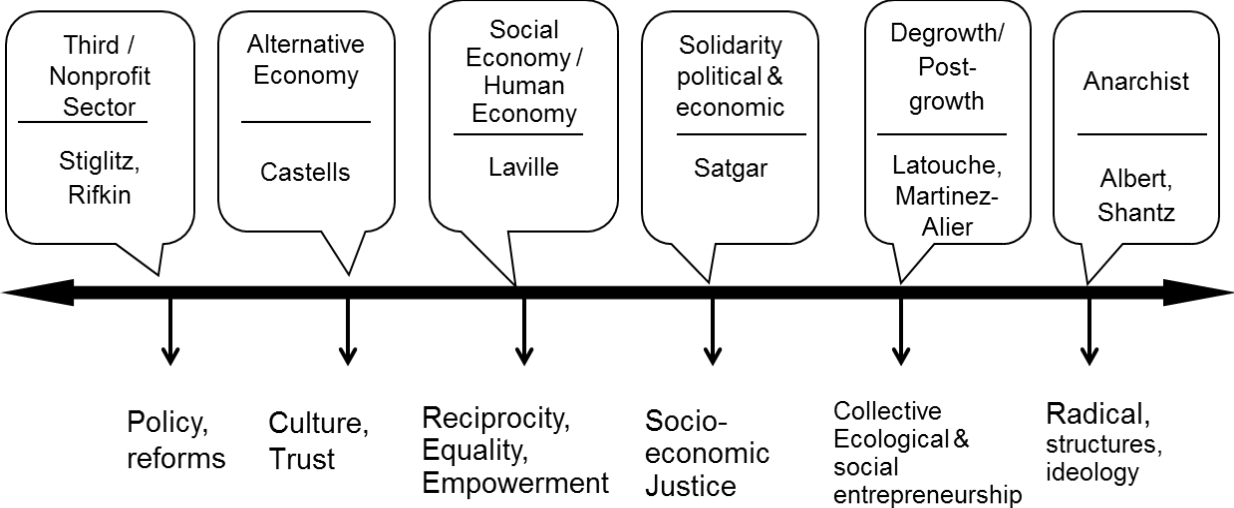 Third /
Nonprofit
Sector
Stiglitz,
Rifkin
Alternative
Economy
Castells
Social
Economy /
Human
Economy
Laville
Solidarity
political &
economic
Satgar
Degrowth/
Post-
growth
Latouche,
Martinez-
Alier
Anarchist
Albert,
Shantz
Policy,
reforms
Culture,
Trust
Reciprocity,
Equality,
Empowerment
Socio-
economic
Justice
Collective
Ecological &
social
entrepreneurship
Radical,
structures,
ideology